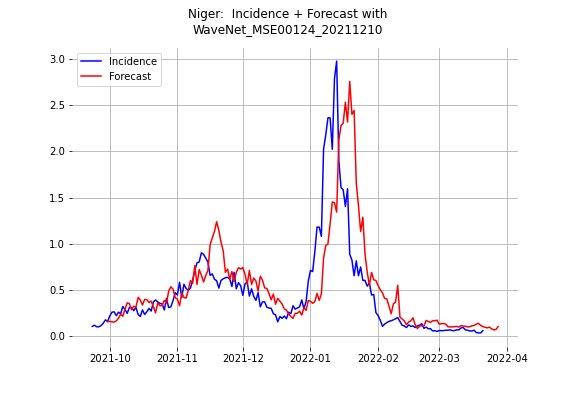 Niger:  Incidence + Forecast with
WaveNet_MSE00124_20211210
Incidence
Forecast
3.0
2.5
2.0
1.5
1.0
0.5
0.0
2021-10 2021-11 2021-12 2022-01 2022-02 2022-03 2022-04